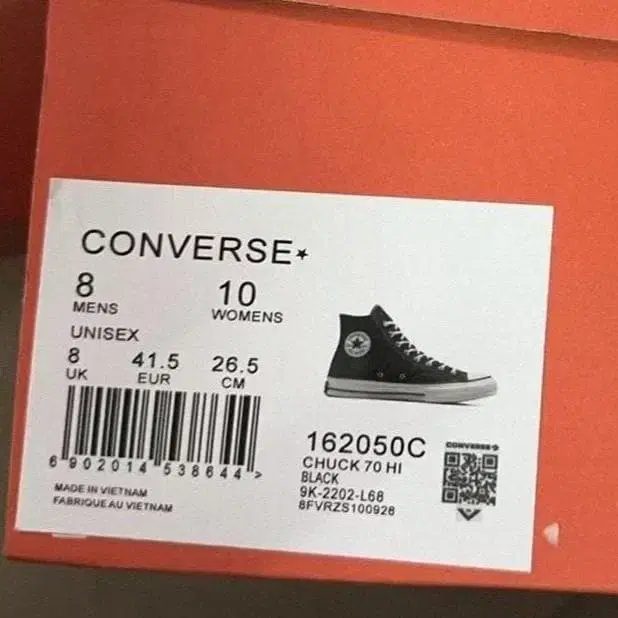 CONVERSE★
8 10
MENS WOMENS
UNISEX
8 41.5 26.5
UK EUR CM
6 902014 538644 >
MADE IN VIETNAM
FABRIQUE AU VIETNAM
162050C
CHUCK 70 HI
BLACK
9K-2202-L68
8FVRZS100928
CONVERSE